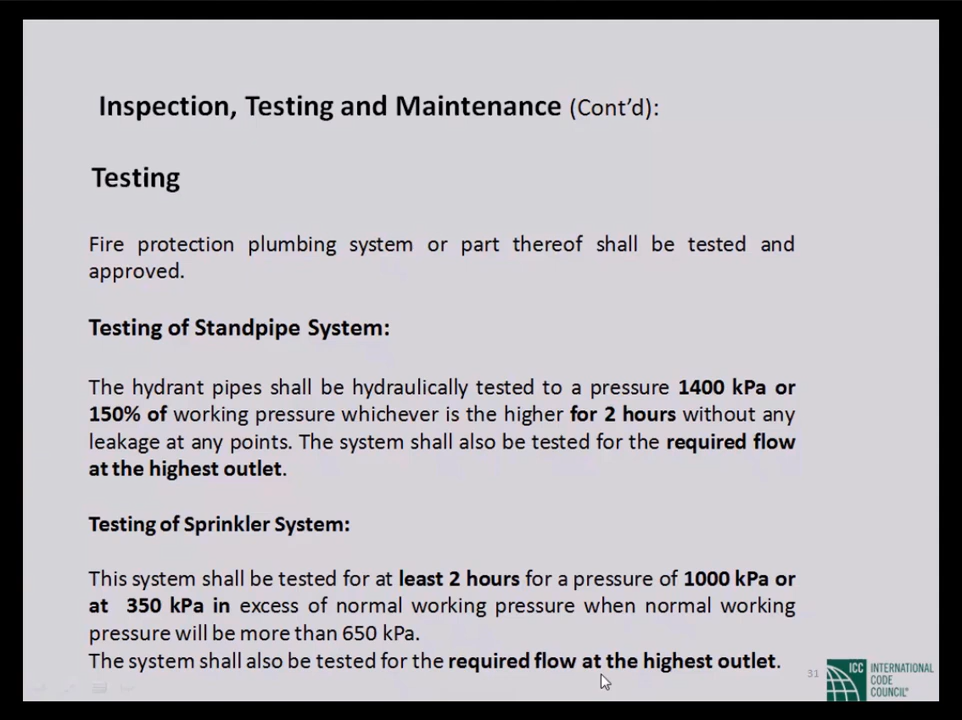 Inspection, Testing and Maintenance (Cont'd):
Testing
Fire protection plumbing system or part thereof shall be tested and
approved.
Testing of Standpipe System:
The hydrant pipes shall be hydraulically tested to a pressure 1400 kPa or
150% of working pressure whichever is the higher for 2 hours without any
leakage at any points. The system shall also be tested for the required flow
at the highest outlet.
Testing of Sprinkler System:
This system shall be tested for at least 2 hours for a pressure of 1000 kPa or
at 350 kPa in excess of normal working pressure when normal working
pressure will be more than 650 kPa.
The system shall also be tested for the required flow at the highest outlet.
31
ICC INTERNATIONAL
CODE
COUNCIL®